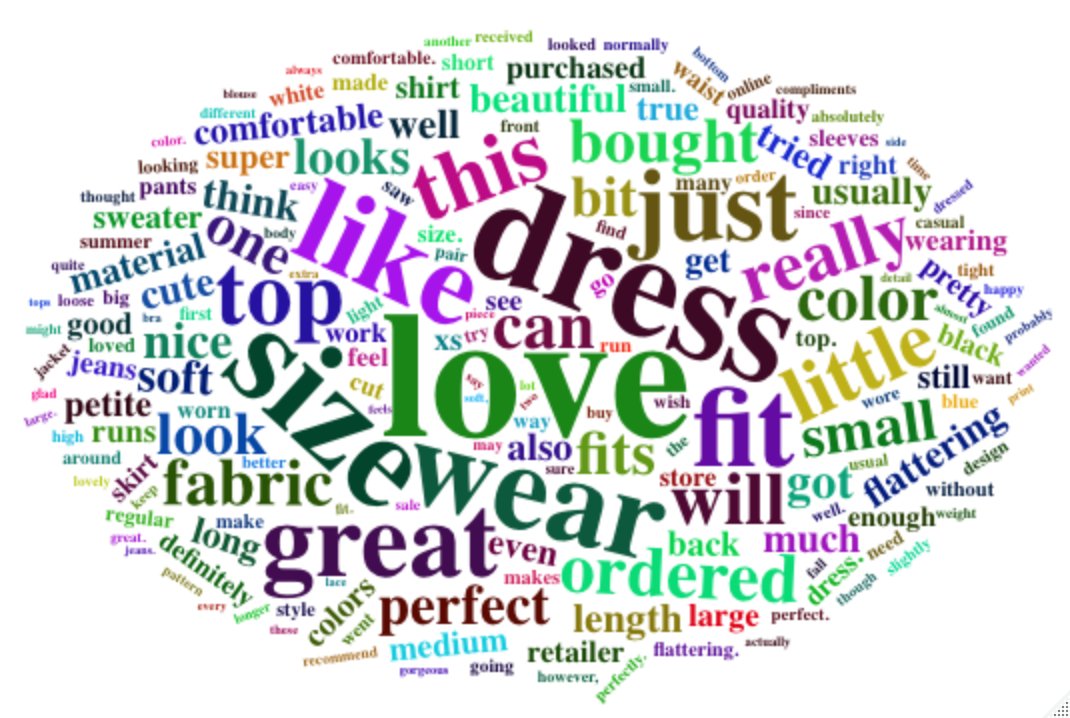 another received
looked normally
comfortable. short
bottom
always
purchased
waist online
made shirt
small.
compliments
blouse white
beautiful true
quality
different
absolutely
comfortable well
front
bought tried
sleeves side
color.
this
looking super looks
right time
thought pants think
easy saw
bit just many order
usually dressed
sweater one body like
size.
dress
find
since
casual
summer
pair
get really
wearing
quite material
extra
go
detail
pretty tight
tops loose big cute top light
see
color
happy
bra first
piece
almost found probably
might good
work xs try can run
top.
black
loved nice
feel
little
wanted
jacket jeans soft size cut
love
say lot
still want
glad
feels
soft, two
wish fit
wore blue print
large. petite worn
way buy
small
high runs look
may also fits the
flattering
around
better
sure
usual design
lovely skirt
wear
store
keep fabric
fit. sale
will got
without
regular
well. enough weight
great. long make
great even
back much
need slightly
jeans. definitely
fall
pattern
lace
makes ordered
dress. though
every longer style colors
perfect
length large perfect.
these
went
medium
actually
recommend
retailer flattering.
gorgeous going
however, perfectly.